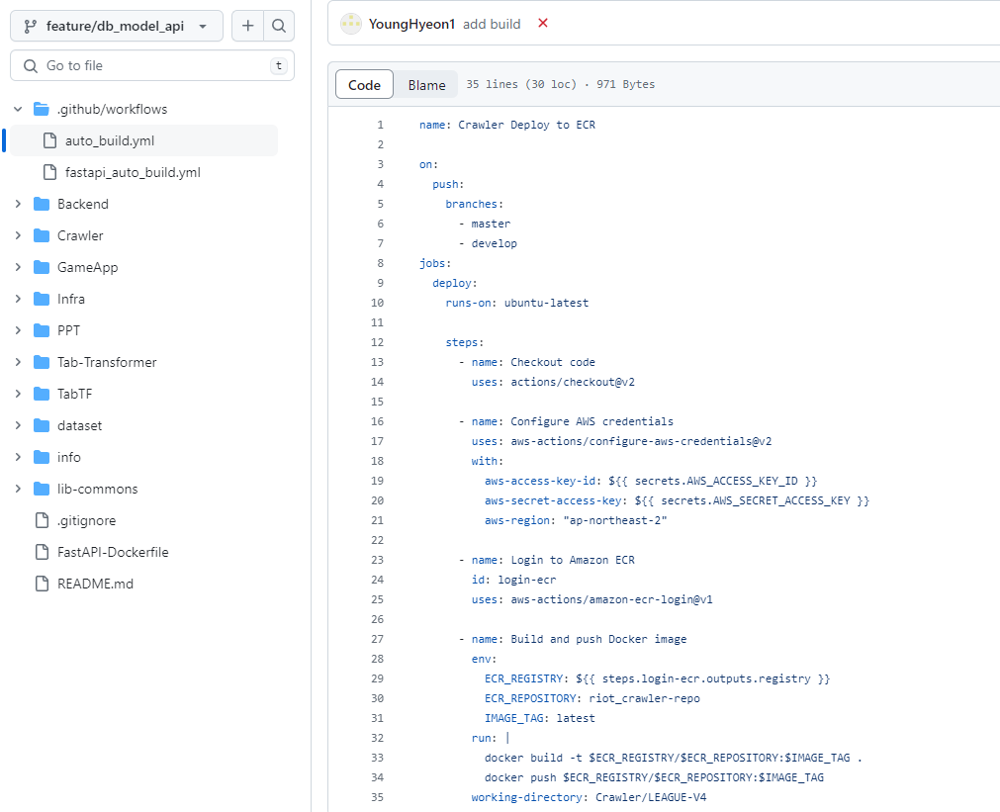 feature/db_model_api
Go to file
t
.github/workflows
auto_build.yml
fastapi_auto_build.yml
Backend
Crawler
GameApp
Infra
PPT
Tab-Transformer
TabTF
dataset
info
lib-commons
.gitignore
FastAPI-Dockerfile
README.md
YoungHyeon1 add build
Code Blame 35 lines (30 loc) · 971 Bytes
1 name: Crawler Deploy to ECR
2
3 on:
4 push:
5 branches:
6 - master
7 - develop
8 jobs:
9 deploy:
10 runs-on: ubuntu-latest
11
12 steps:
13 - name: Checkout code
14 uses: actions/checkout@v2
15
16 - name: Configure AWS credentials
17 uses: aws-actions/configure-aws-credentials@v2
18 with:
19 aws-access-key-id: ${{ secrets.AWS_ACCESS_KEY_ID }}
20 aws-secret-access-key: ${{ secrets.AWS_SECRET_ACCESS_KEY }}
21 aws-region: "ap-northeast-2"
22
23 - name: Login to Amazon ECR
24 id: login-ecr
25 uses: aws-actions/amazon-ecr-login@v1
26
27 - name: Build and push Docker image
28 env:
29 ECR_REGISTRY: ${{ steps.login-ecr.outputs.registry }}
30 ECR_REPOSITORY: riot_crawler-repo
31 IMAGE_TAG: latest
32 run: |
33 docker build -t $ECR_REGISTRY/$ECR_REPOSITORY:$IMAGE_TAG .
34 docker push $ECR_REGISTRY/$ECR_REPOSITORY:$IMAGE_TAG
35 working-directory: Crawler/LEAGUE-V4